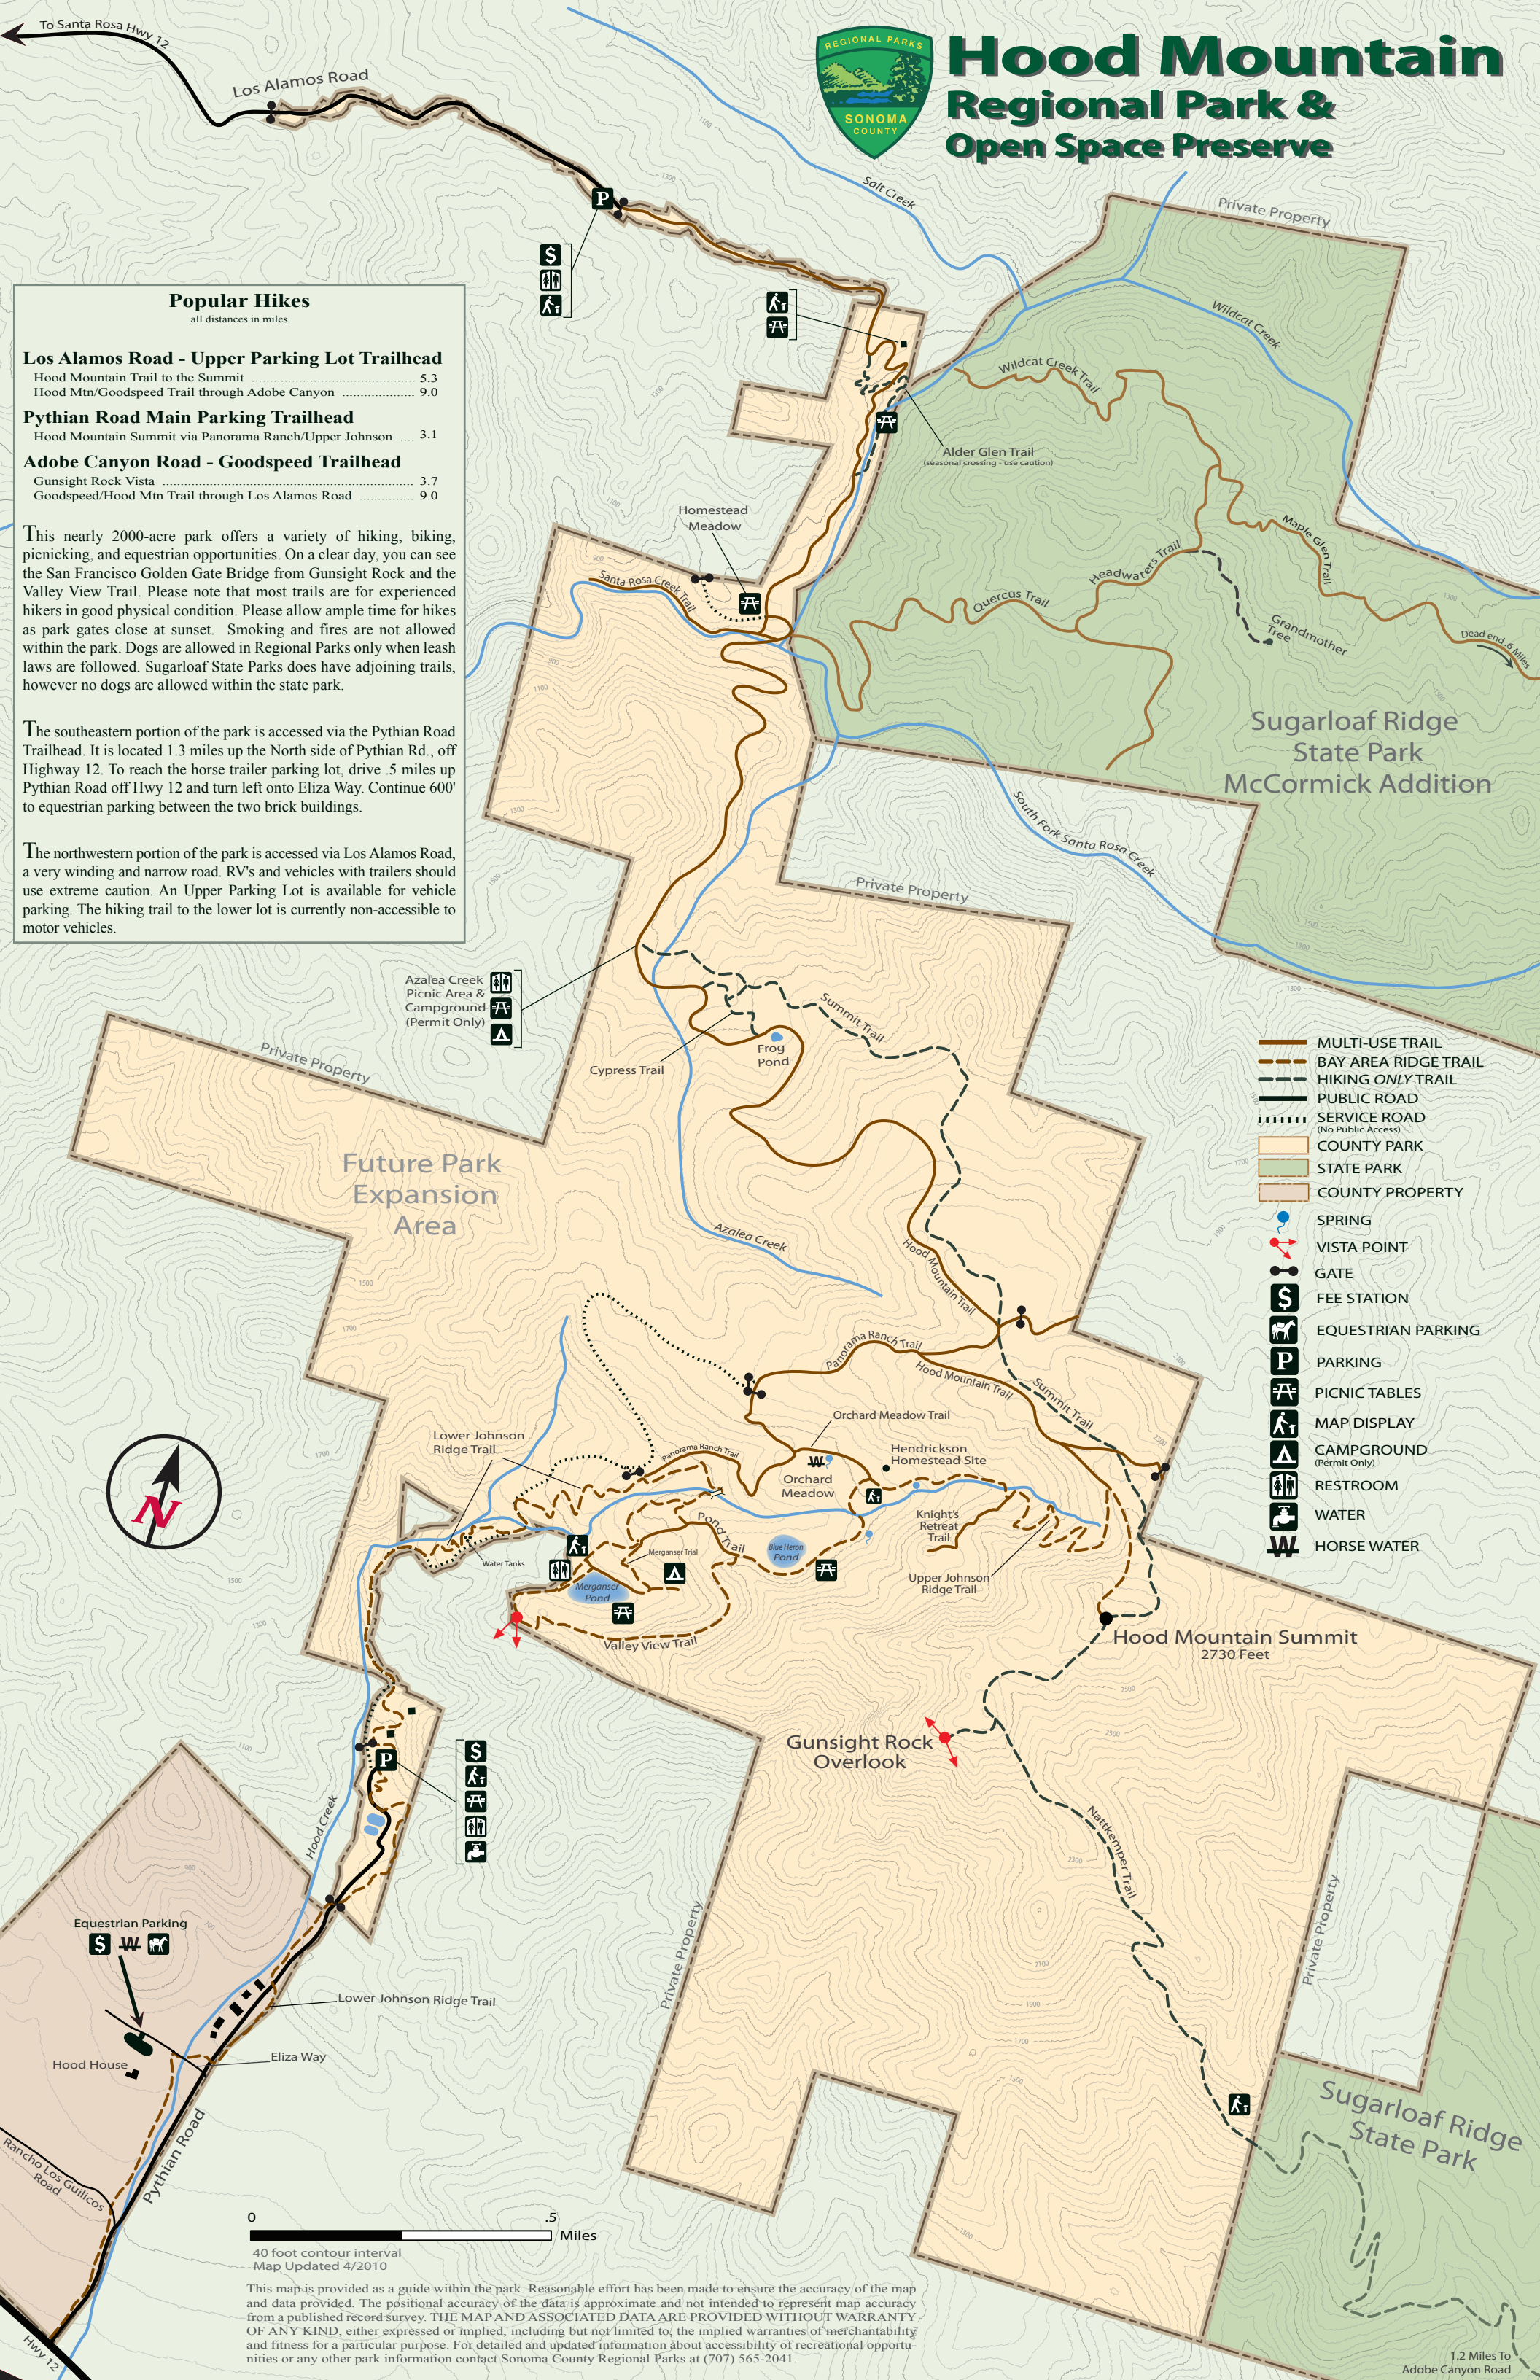 To Santa Rosa Hwy 12
Los Alamos Road
REGIONAL PARKS
SONOMA
COUNTY
Hood Mountain
Regional Park &
Open Space Preserve
Salt Creek
Private Property
Wildcat Creek
P
$
Popular Hikes
all distances in miles
Los Alamos Road - Upper Parking Lot Trailhead
Hood Mountain Trail to the Summit ........................................ 5.3
Hood Mtn/Goodspeed Trail through Adobe Canyon ................. 9.0
Pythian Road Main Parking Trailhead
Hood Mountain Summit via Panorama Ranch/Upper Johnson .... 3.1
Adobe Canyon Road - Goodspeed Trailhead
Gunsight Rock Vista ............................................................ 3.7
Goodspeed/Hood Mtn Trail through Los Alamos Road ............. 9.0
This nearly 2000-acre park offers a variety of hiking, biking,
picnicking, and equestrian opportunities. On a clear day, you can see
the San Francisco Golden Gate Bridge from Gunsight Rock and the
Valley View Trail. Please note that most trails are for experienced
hikers in good physical condition. Please allow ample time for hikes
as park gates close at sunset. Smoking and fires are not allowed
within the park. Dogs are allowed in Regional Parks only when leash
laws are followed. Sugarloaf State Parks does have adjoining trails,
however no dogs are allowed within the state park.
The southeastern portion of the park is accessed via the Pythian Road
Trailhead. It is located 1.3 miles up the North side of Pythian Rd., off
Highway 12. To reach the horse trailer parking lot, drive .5 miles up
Pythian Road off Hwy 12 and turn left onto Eliza Way. Continue 600'
to equestrian parking between the two brick buildings.
The northwestern portion of the park is accessed via Los Alamos Road,
a very winding and narrow road. RV's and vehicles with trailers should
use extreme caution. An Upper Parking Lot is available for vehicle
parking. The hiking trail to the lower lot is currently non-accessible to
motor vehicles.
Wildcat Creek Trail
Alder Glen Trail
(seasonal crossing - use caution)
Homestead
Meadow
Santa Rosa Creek Trail
Maple Glen Trail
Headwaters Trail
Quercus Trail
Grandmother
Tree
Dead end .6 Miles
Sugarloaf Ridge
State Park
McCormick Addition
South Fork Santa Rosa Creek
Private Property
Azalea Creek
Picnic Area &
Campground
(Permit Only)
Summit Trail
Frog
Pond
Cypress Trail
Private Property
Future Park
Expansion
Area
Azalea Creek
Hood Mountain Trail
MULTI-USE TRAIL
BAY AREA RIDGE TRAIL
HIKING ONLY TRAIL
PUBLIC ROAD
SERVICE ROAD
(No Public Access)
COUNTY PARK
STATE PARK
COUNTY PROPERTY
SPRING
VISTA POINT
GATE
$ FEE STATION
EQUESTRIAN PARKING
P PARKING
PICNIC TABLES
MAP DISPLAY
CAMPGROUND
(Permit Only)
RESTROOM
WATER
W HORSE WATER
Panorama Ranch Trail
Hood Mountain Trail
Summit Trail
Orchard Meadow Trail
Lower Johnson
Ridge Trail
Panorama Ranch Trail
Hendrickson
Homestead Site
W
Orchard
Meadow
Knight's
Retreat
Trail
Pond Trail
Water Tanks
Merganser Trial
Blue Heron
Pond
Merganser
Pond
Upper Johnson
Ridge Trail
Valley View Trail
Hood Mountain Summit
2730 Feet
N
Gunsight Rock
Overlook
P
$
Hood Creek
Nattkemper Trail
Private Property
Private Property
Equestrian Parking
$ W
Lower Johnson Ridge Trail
Eliza Way
Hood House
Pythian Road
Rancho Los Guilicos
Road
Hwy 12
Sugarloaf Ridge
State Park
0 .5
Miles
40 foot contour interval
Map Updated 4/2010
This map is provided as a guide within the park. Reasonable effort has been made to ensure the accuracy of the map
and data provided. The positional accuracy of the data is approximate and not intended to represent map accuracy
from a published record survey. THE MAP AND ASSOCIATED DATA ARE PROVIDED WITHOUT WARRANTY
OF ANY KIND, either expressed or implied, including but not limited to, the implied warranties of merchantability
and fitness for a particular purpose. For detailed and updated information about accessibility of recreational opportu-
nities or any other park information contact Sonoma County Regional Parks at (707) 565-2041.
1.2 Miles To
Adobe Canyon Road